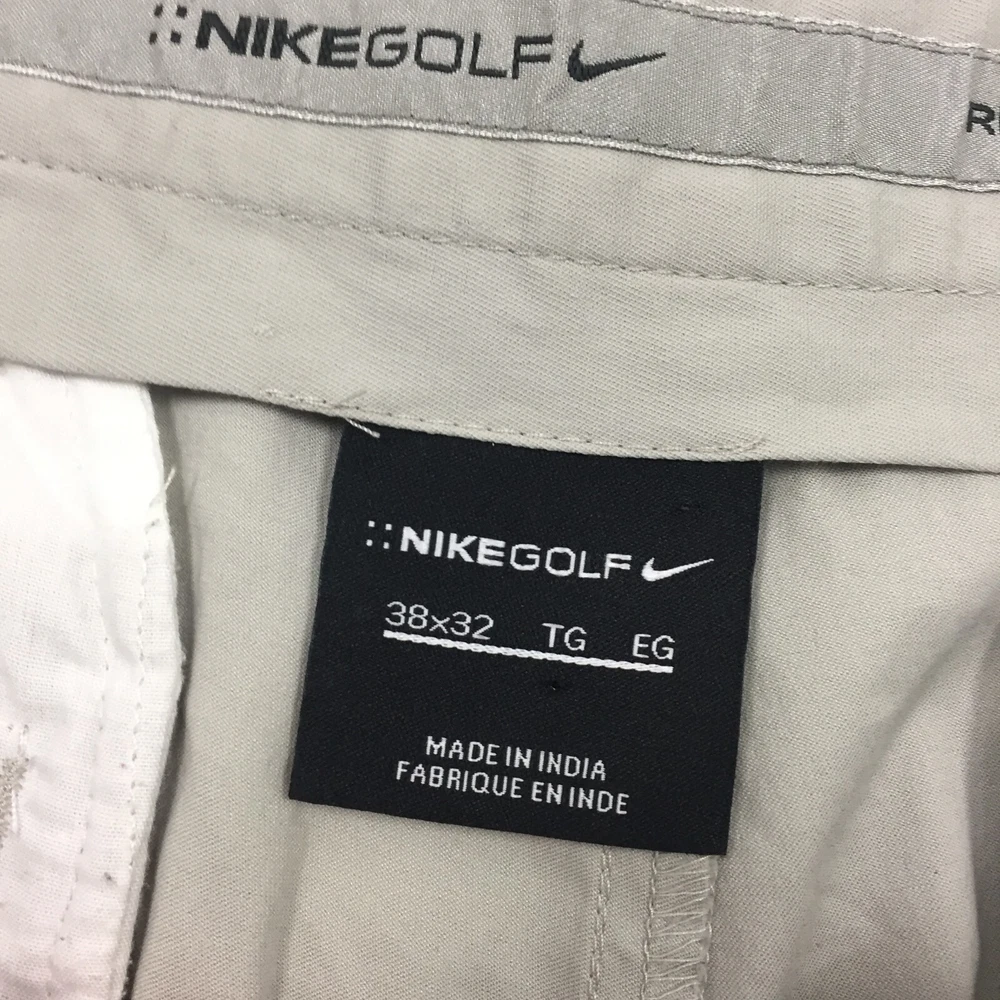 ::NIKEGOLF
::NIKEGOLF
38x32 TG EG
MADE IN INDIA
FABRIQUE EN INDE